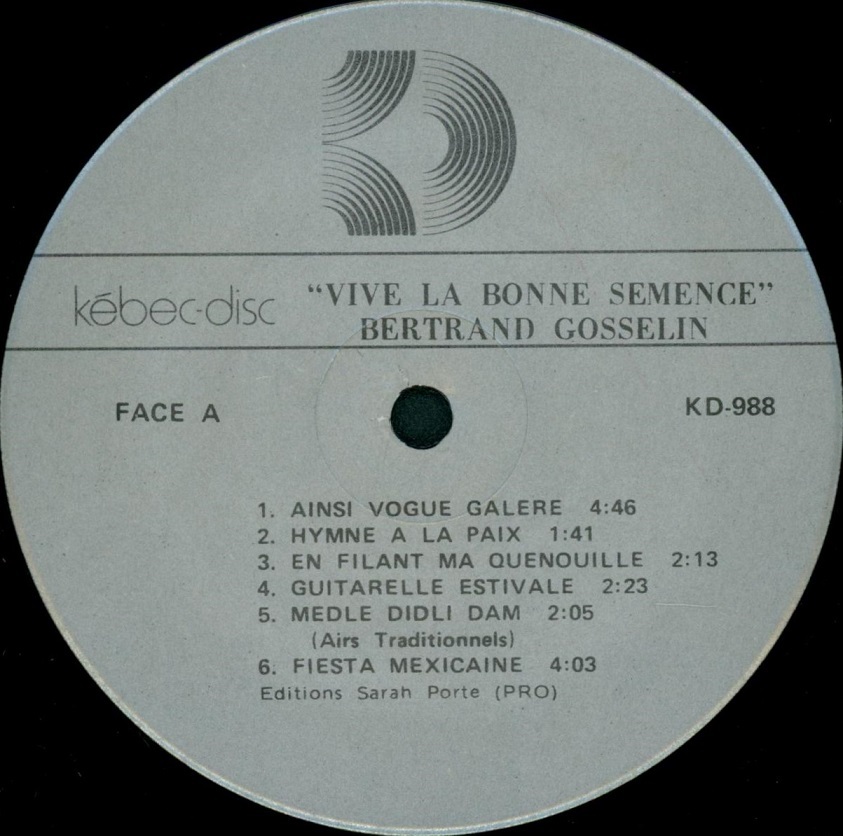 kébec-disc
"VIVE LA BONNE SEMENCE"
BERTRAND GOSSELIN
FACE A
KD-988
1. AINSI VOGUE GALERE 4:46
2. HYMNE A LA PAIX 1:41
3. EN FILANT MA QUENOUILLE 2:13
4. GUITARELLE ESTIVALE 2:23
5. MEDLE DIDLI DAM 2:05
(Airs Traditionnels)
6. FIESTA MEXICAINE 4:03
Editions Sarah Porte (PRO)